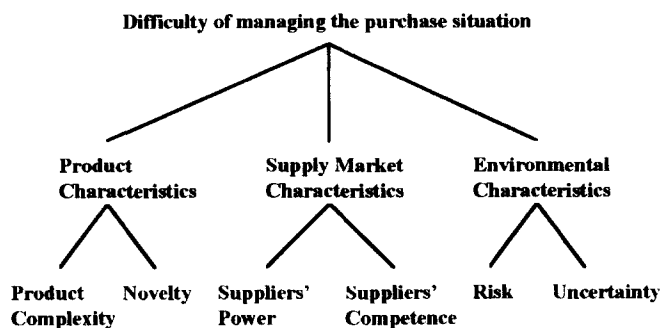 Difficulty of managing the purchase situation
Product
Characteristics
Supply Market
Characteristics
Environmental
Characteristics
Product
Complexity
Novelty
Suppliers'
Power
Suppliers'
Competence
Risk
Uncertainty